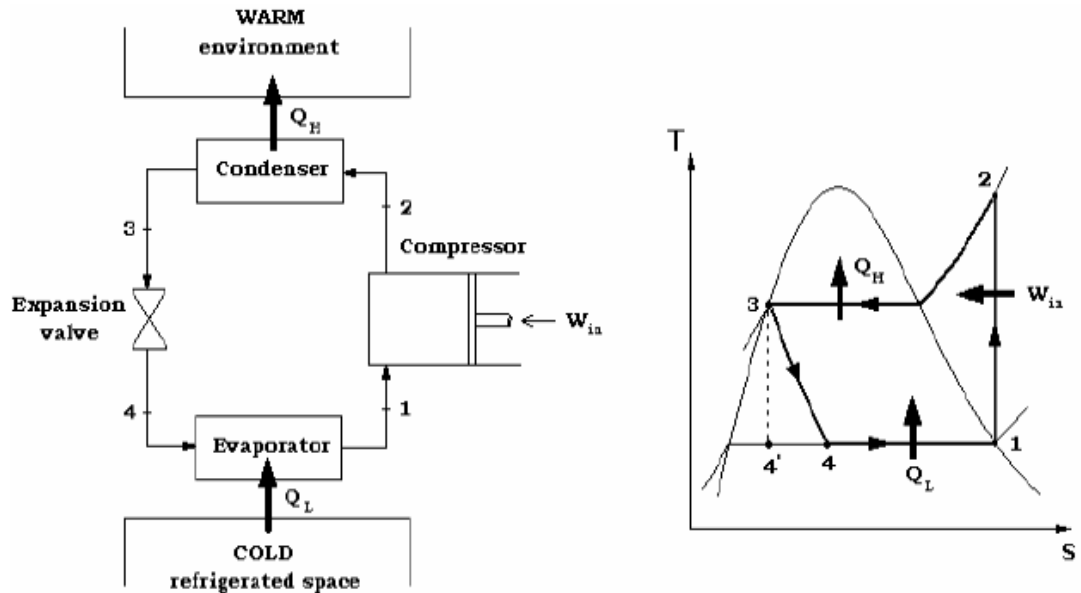 WARM
environment
Q_H
Condenser
2
3
Compressor
Expansion
valve
W_in
4
1
Evaporator
Q_L
COLD
refrigerated space
T
2
Q_H
3
W_in
4'
4
1
Q_L
S